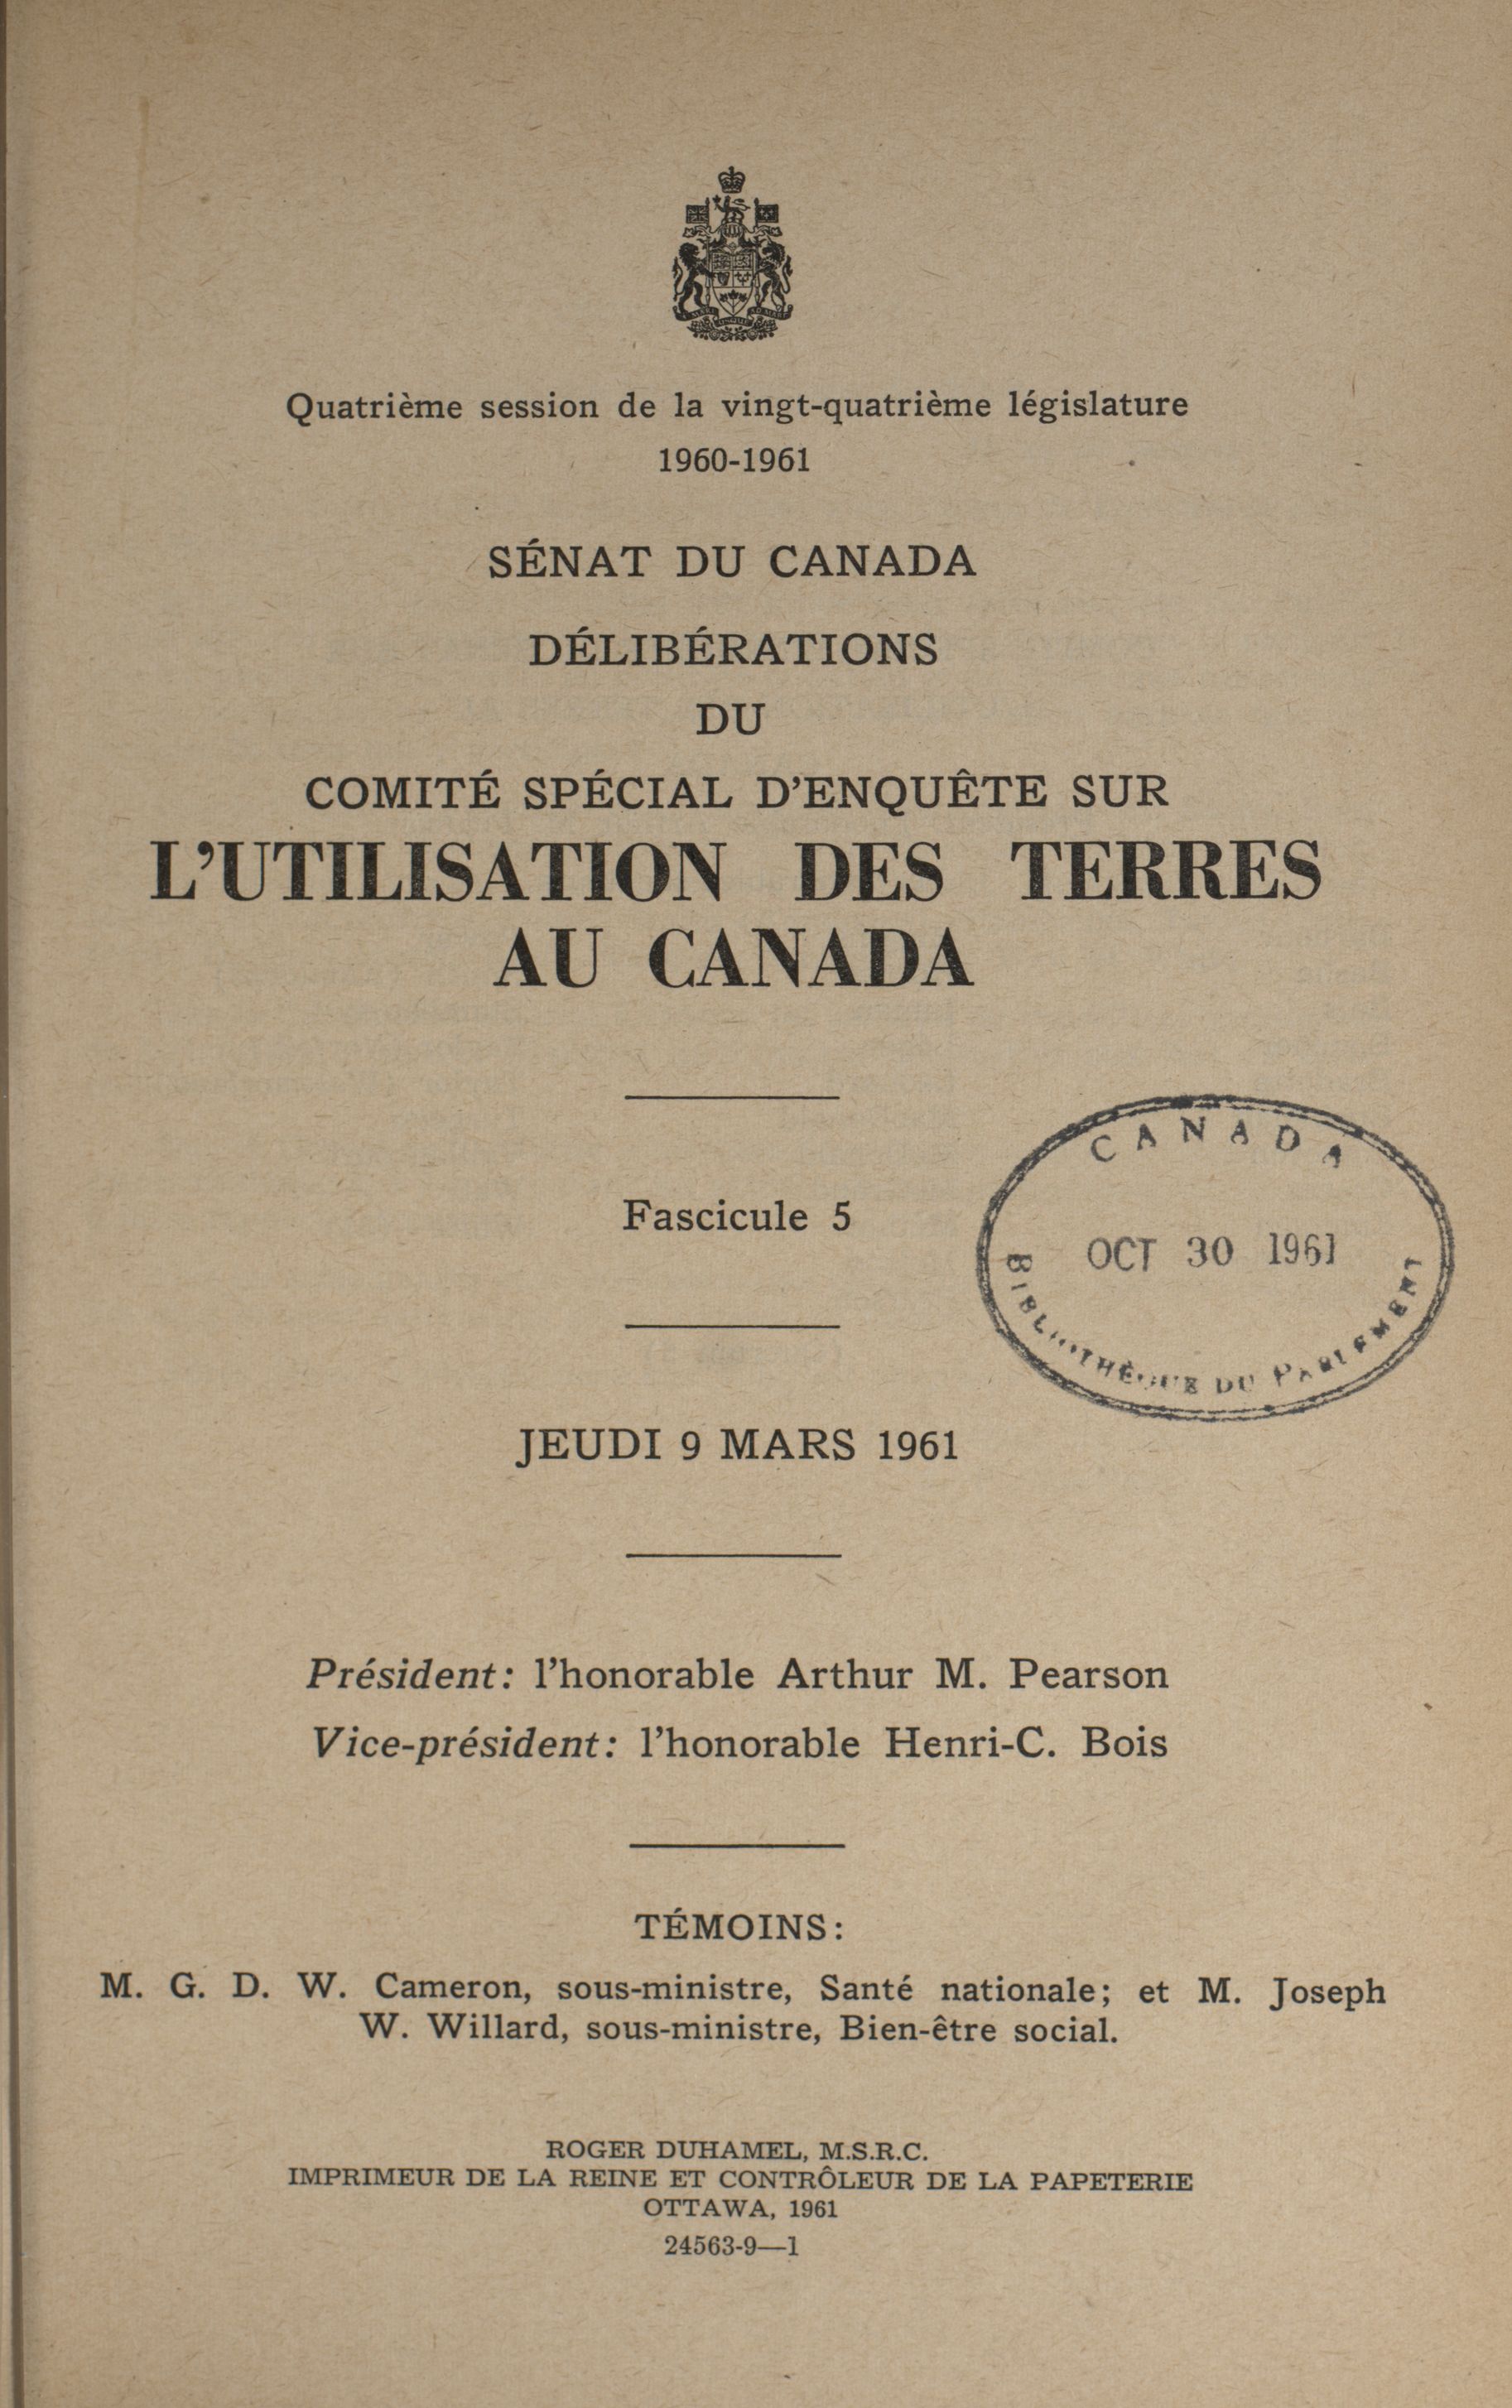 Quatrième session de la vingt-quatrième législature
1960-1961
SÉNAT DU CANADA
DÉLIBÉRATIONS
DU
COMITÉ SPÉCIAL D'ENQUÊTE SUR
L'UTILISATION DES TERRES
AU CANADA
Fascicule 5
CANADA
OCT 30 1961
BIBLIOTHÈQUE DU PARLEMENT
JEUDI 9 MARS 1961
Président: l'honorable Arthur M. Pearson
Vice-président: l'honorable Henri-C. Bois
TÉMOINS:
M. G. D. W. Cameron, sous-ministre, Santé nationale; et M. Joseph
W. Willard, sous-ministre, Bien-être social.
ROGER DUHAMEL, M.S.R.C.
IMPRIMEUR DE LA REINE ET CONTRÔLEUR DE LA PAPETERIE
OTTAWA, 1961
24563-9—1